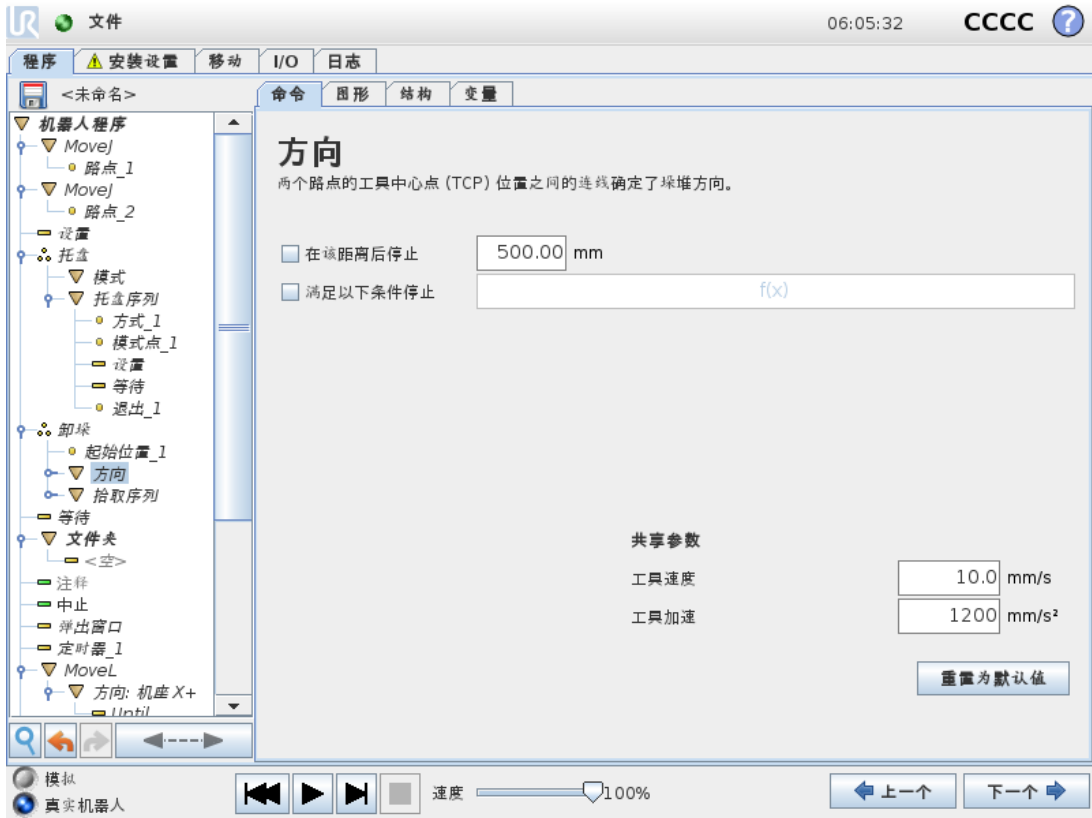 UR 文件 06:05:32 CCCC ?
程序 安装设置 移动 I/O 日志
<未命名> 命令 图形 结构 变量
机器人程序
MoveJ
路点_1
MoveJ
路点_2
设置
托盘
模式
托盘序列
方式_1
模式点_1
设置
等待
退出_1
卸垛
起始位置_1
方向
拾取序列
等待
文件夹
<空>
注释
中止
弹出窗口
定时器_1
MoveL
方向: 机座 X+
Until
方向
两个路点的工具中心点 (TCP) 位置之间的连线确定了垛堆方向。
在该距离后停止 500.00 mm
满足以下条件停止 f(x)
共享参数
工具速度 10.0 mm/s
工具加速 1200 mm/s²
重置为默认值
模拟
真实机器人
速度 100% 上一个 下一个